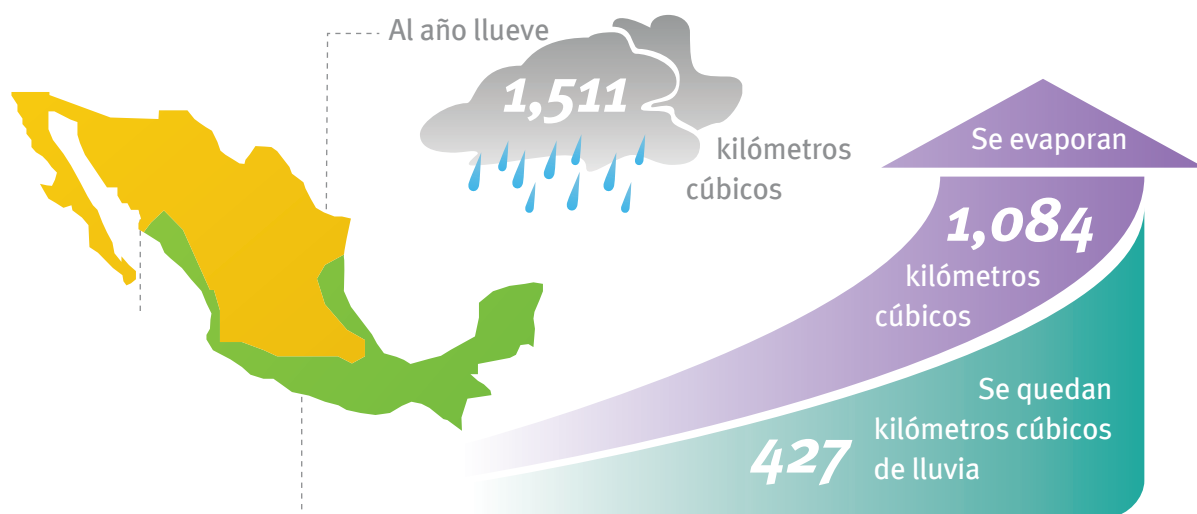 Al año llueve
1,511
kilómetros
cúbicos
Se evaporan
1,084
kilómetros
cúbicos
427
Se quedan
kilómetros cúbicos
de lluvia